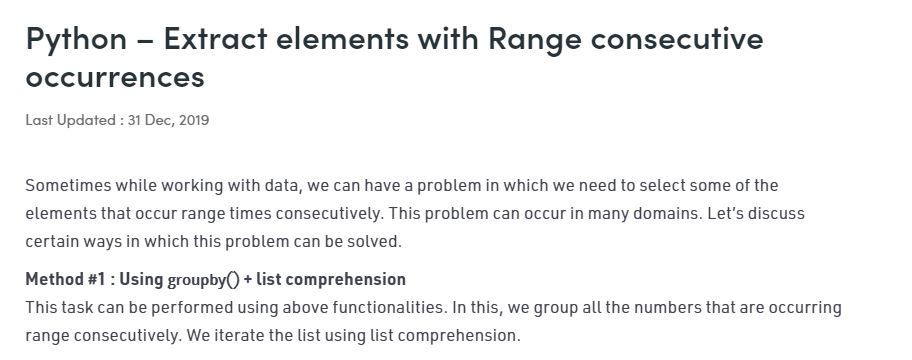 Python – Extract elements with Range consecutive
occurrences
Last Updated : 31 Dec, 2019
Sometimes while working with data, we can have a problem in which we need to select some of the
elements that occur range times consecutively. This problem can occur in many domains. Let’s discuss
certain ways in which this problem can be solved.
Method #1 : Using groupby() + list comprehension
This task can be performed using above functionalities. In this, we group all the numbers that are occurring
range consecutively. We iterate the list using list comprehension.